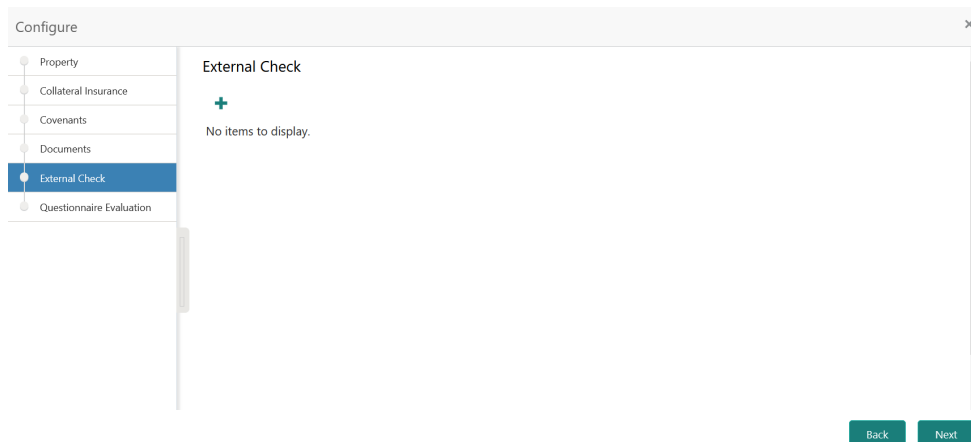 Configure
Property
Collateral Insurance
Covenants
Documents
External Check
Questionnaire Evaluation
External Check
No items to display.
Back
Next